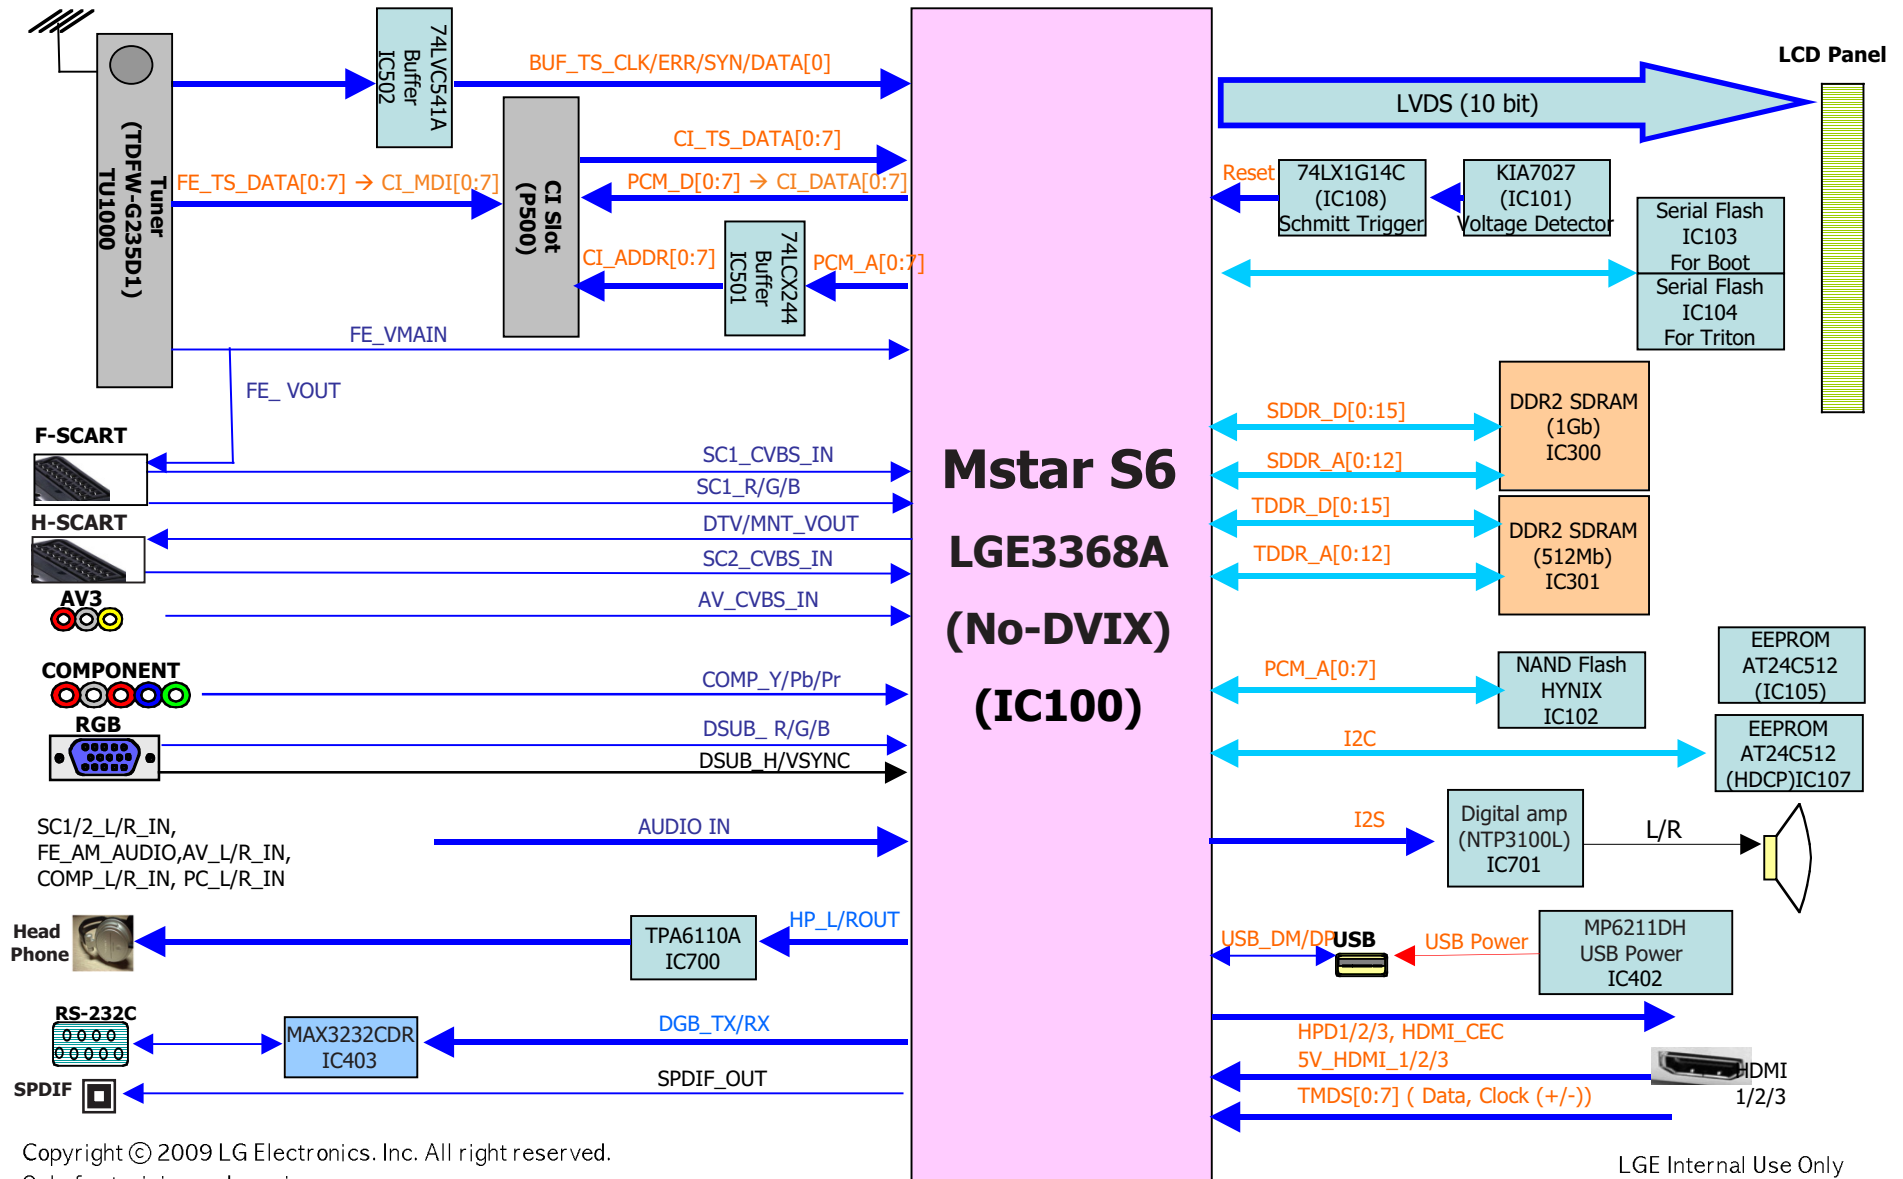 74LVC541A
Buffer
IC502
BUF_TS_CLK/ERR/SYN/DATA[0]
LCD Panel
LVDS (10 bit)
Tuner
(TDFW-G235D1)
TU1000
CI_TS_DATA[0:7]
FE_TS_DATA[0:7] → CI_MDI[0:7]
CI Slot
(P500)
PCM_D[0:7] → CI_DATA[0:7]
Reset
74LX1G14C
(IC108)
Schmitt Trigger
KIA7027
(IC101)
Voltage Detector
Serial Flash
IC103
For Boot
Serial Flash
IC104
For Triton
CI_ADDR[0:7]
74LCX244
Buffer
IC501
PCM_A[0:7]
FE_VMAIN
FE_ VOUT
F-SCART
SC1_CVBS_IN
SC1_R/G/B
H-SCART
DTV/MNT_VOUT
SC2_CVBS_IN
AV3
AV_CVBS_IN
COMPONENT
COMP_Y/Pb/Pr
RGB
DSUB_ R/G/B
DSUB_H/VSYNC
SC1/2_L/R_IN,
FE_AM_AUDIO,AV_L/R_IN,
COMP_L/R_IN, PC_L/R_IN
AUDIO IN
Head
Phone
TPA6110A
IC700
HP_L/ROUT
RS-232C
MAX3232CDR
IC403
DGB_TX/RX
SPDIF
SPDIF_OUT
Mstar S6
LGE3368A
(No-DVIX)
(IC100)
SDDR_D[0:15]
SDDR_A[0:12]
DDR2 SDRAM
(1Gb)
IC300
TDDR_D[0:15]
TDDR_A[0:12]
DDR2 SDRAM
(512Mb)
IC301
PCM_A[0:7]
NAND Flash
HYNIX
IC102
EEPROM
AT24C512
(IC105)
I2C
EEPROM
AT24C512
(HDCP)IC107
I2S
Digital amp
(NTP3100L)
IC701
L/R
USB_DM/DP
USB
USB Power
MP6211DH
USB Power
IC402
HPD1/2/3, HDMI_CEC
5V_HDMI_1/2/3
TMDS[0:7] ( Data, Clock (+/-))
HDMI
1/2/3
Copyright ⓒ 2009 LG Electronics. Inc. All right reserved.
LGE Internal Use Only